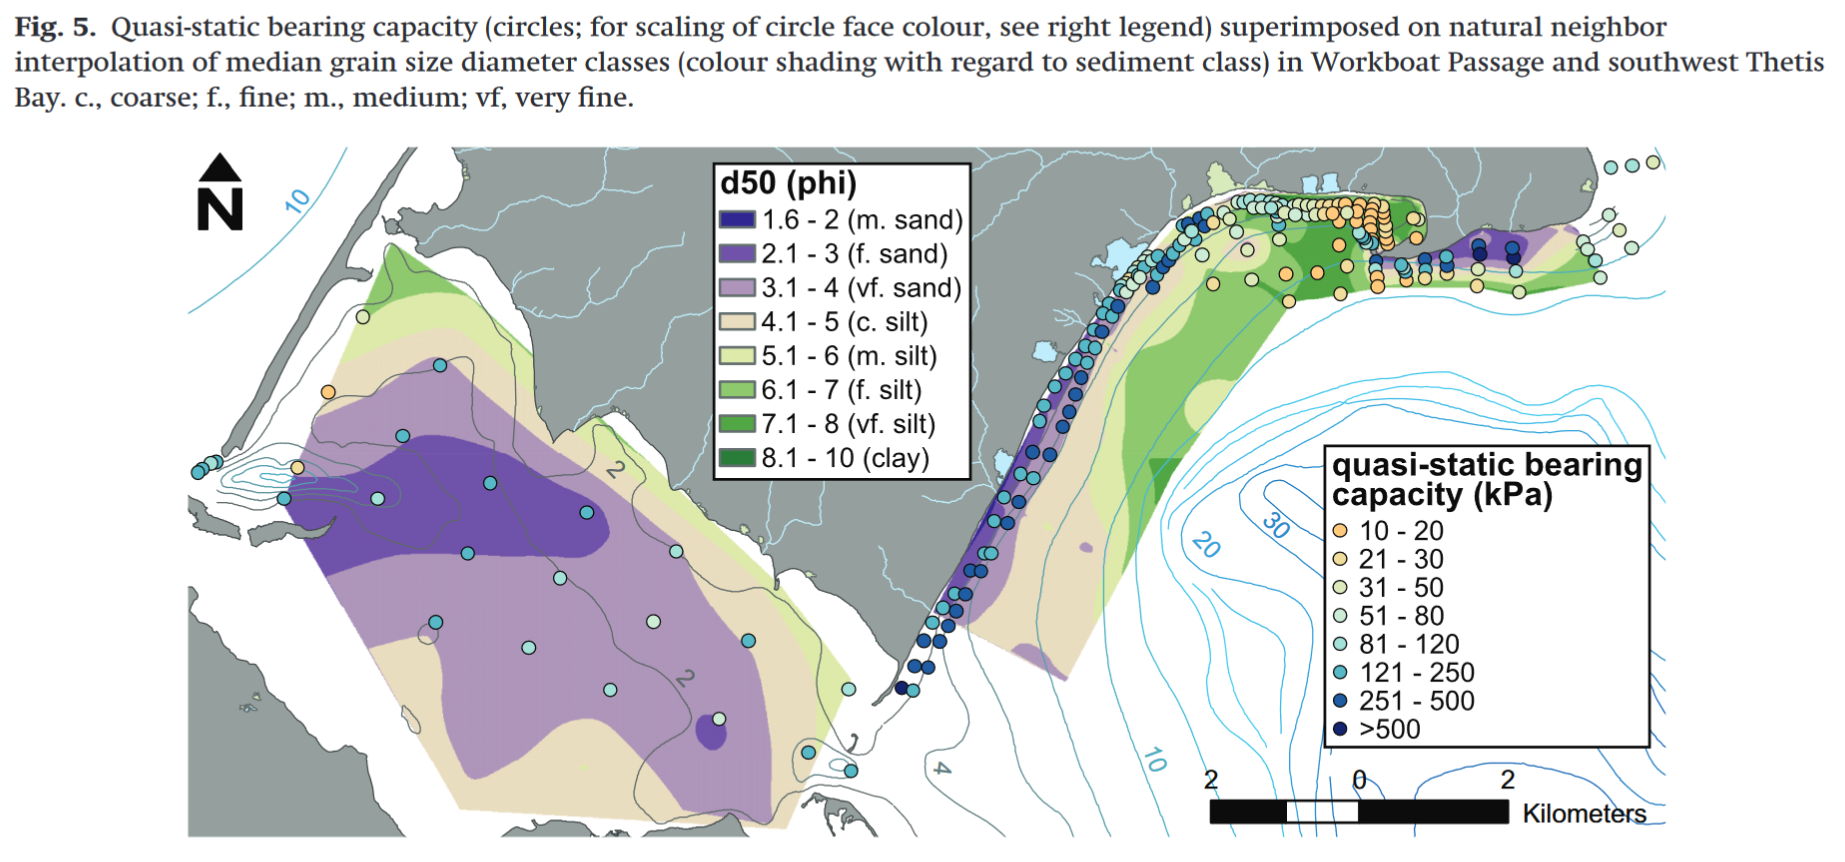 Fig. 5. Quasi-static bearing capacity (circles; for scaling of circle face colour, see right legend) superimposed on natural neighbor
interpolation of median grain size diameter classes (colour shading with regard to sediment class) in Workboat Passage and southwest Thetis
Bay. c., coarse; f., fine; m., medium; vf, very fine.
N
10
d50 (phi)
1.6 - 2 (m. sand)
2.1 - 3 (f. sand)
3.1 - 4 (vf. sand)
4.1 - 5 (c. silt)
5.1 - 6 (m. silt)
6.1 - 7 (f. silt)
7.1 - 8 (vf. silt)
8.1 - 10 (clay)
2
2
4
10
20
30
quasi-static bearing
capacity (kPa)
10 - 20
21 - 30
31 - 50
51 - 80
81 - 120
121 - 250
251 - 500
>500
2 0 2
Kilometers